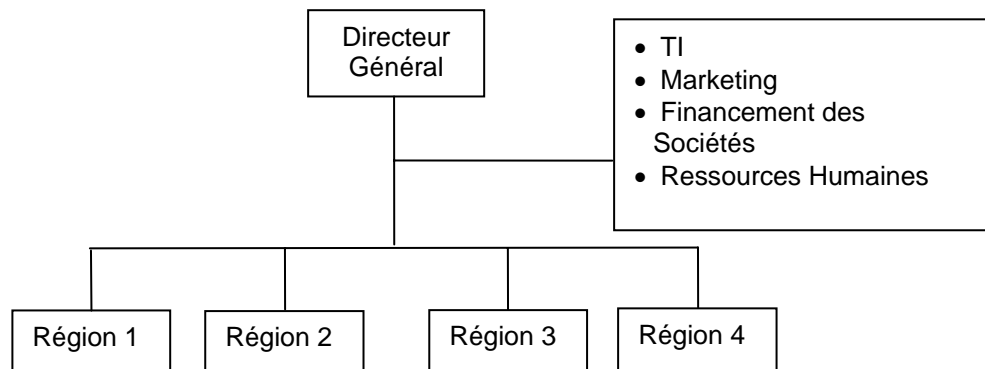 Directeur
Général
• TI
• Marketing
• Financement des
Sociétés
• Ressources Humaines
Région 1
Région 2
Région 3
Région 4